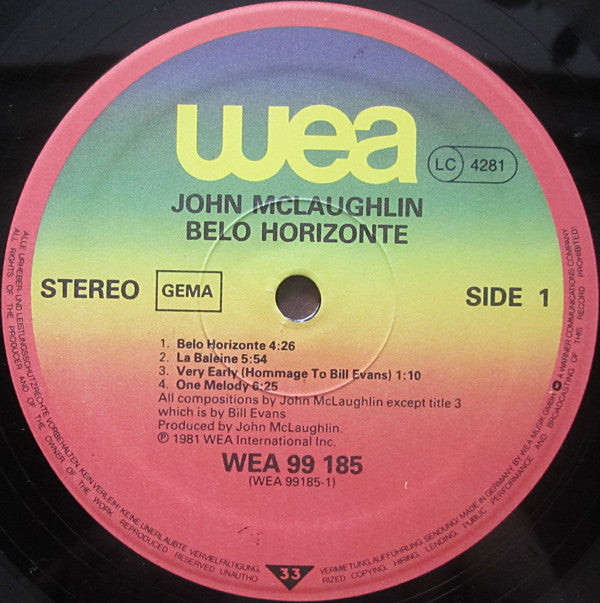 wea
LC 4281
JOHN MCLAUGHLIN
BELO HORIZONTE
STEREO GEMA SIDE 1
1. Belo Horizonte 4:26
2. La Baleine 5:54
3. Very Early (Hommage To Bill Evans) 1:10
4. One Melody 6:25
All compositions by John McLaughlin except title 3
which is by Bill Evans
Produced by John McLaughlin.
Ⓟ 1981 WEA International Inc.
WEA 99 185
(WEA 99185-1)
33
ALLE URHEBER- UND LEISTUNGSSCHUTZRECHTE VORBEHALTEN. KEIN VERLEIH! KEINE UNERLAUBTE VERVIELFÄLTIGUNG, VERMIETUNG, AUFFÜHRUNG, SENDUNG! MADE IN GERMANY BY WEA MUSIK GMBH A WARNER COMMUNICATIONS COMPANY
ALL RIGHTS OF THE PRODUCER AND OF THE OWNER OF THE WORK REPRODUCED RESERVED UNAUTHO RIZED COPYING, HIRING, LENDING, PUBLIC PERFORMANCE AND BROADCASTING OF THIS RECORD PROHIBITED!